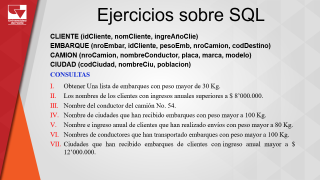 Ejercicios sobre SQL
CLIENTE (idCliente, nomCliente, ingreAñoClie)
EMBARQUE (nroEmbar, idCliente, pesoEmb, nroCamion, codDestino)
CAMION (nroCamion, nombreConductor, placa, marca, modelo)
CIUDAD (codCiudad, nombreCiu, poblacion)
CONSULTAS
I. Obtener Una lista de embarques con peso mayor de 30 Kg.
II. Los nombres de los clientes con ingresos annales superiores a $ 8’000.000.
III. Nombre del conductor del camión No. 54.
IV. Nombre de ciudades que han recibido embarques con peso mayor a 100 Kg.
V. Nombre e ingreso anual de clientes que han realizado envios con peso mayor a 80 Kg.
VI. Nombres de conductores que han transportado embarques con peso mayor a 100 Kg.
VII. Ciudades que han recibido embarques de clientes con ingreso anual mayor a $
12’000.000.